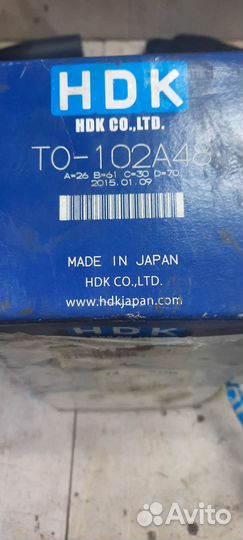 HDK
HDK CO.,LTD.
TO-102A48
A=26 B=61 C=30 D=70
2015.01.09
MADE IN JAPAN
HDK CO.,LTD.
www.hdkjapan.com
HDK
Avito